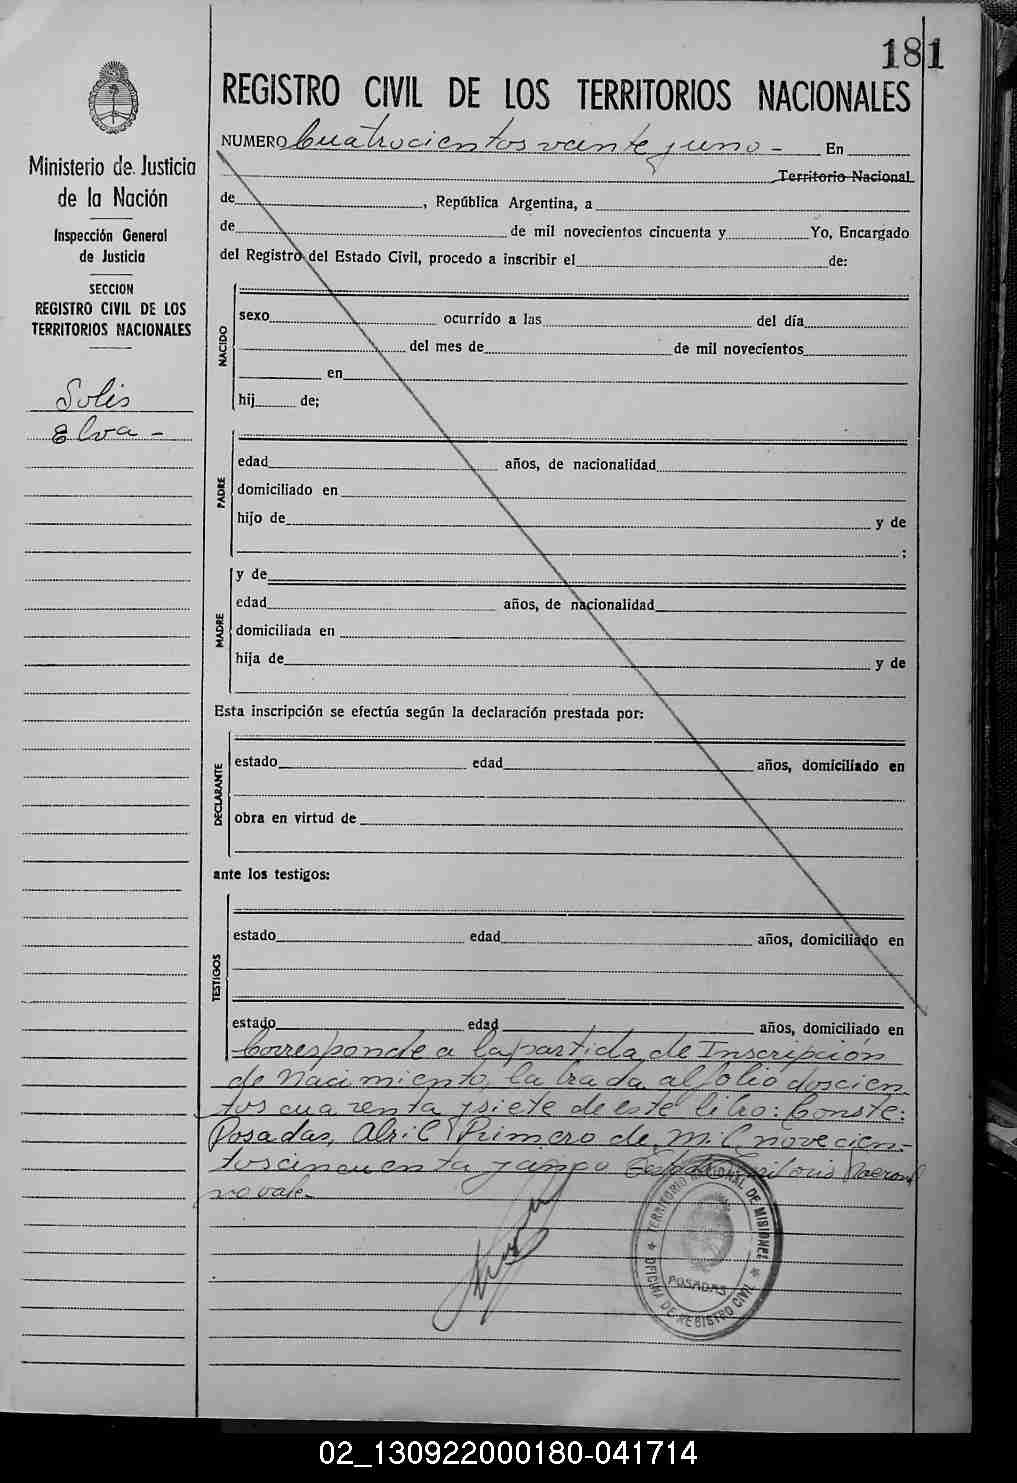 181
REGISTRO CIVIL DE LOS TERRITORIOS NACIONALES
Ministerio de Justicia
de la Nación
Inspección General
de Justicia
SECCION
REGISTRO CIVIL DE LOS
TERRITORIOS NACIONALES
Solis
Elva -
NUMERO Cuatrocientos veinte y uno - En
Territorio Nacional
de , República Argentina, a
de de mil novecientos cincuenta y Yo, Encargado
del Registro del Estado Civil, procedo a inscribir el de:
NACIDO
sexo ocurrido a las del día
del mes de de mil novecientos
en
hij de;
PADRE
edad años, de nacionalidad
domiciliado en
hijo de y de
:
MADRE
y de
edad años, de nacionalidad
domiciliada en
hija de y de
Esta inscripción se efectúa según la declaración prestada por:
DECLARANTE
estado edad años, domiciliado en
obra en virtud de
ante los testigos:
TESTIGOS
estado edad años, domiciliado en
estado edad años, domiciliado en
Corresponde a la partida de Inscripción
de nacimiento, labrada al folio doscien
tos cuarenta y siete de este libro: Conste:
Posadas, Abril Primero de mil novecien-
tos cincuenta y cinco
no vale-
TERRITORIO NACIONAL DE MISIONES
POSADAS
OFICINA DE REGISTRO CIVIL
02_130922000180-041714